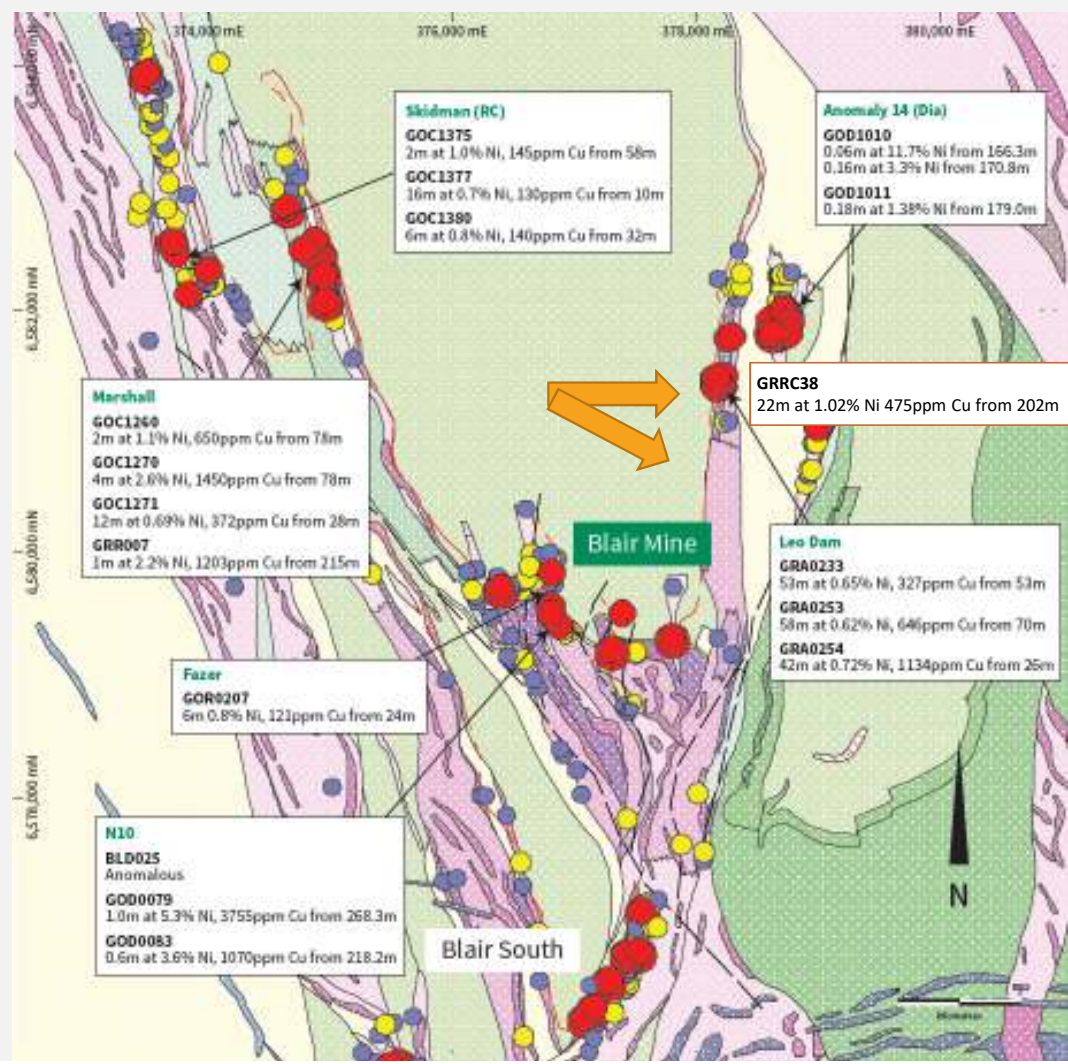 374,000 mE
376,000 mE
378,000 mE
380,000 mE
6,582,000 mN
6,580,000 mN
6,578,000 mN
Skidman (RC)
GOC1375
2m at 1.0% Ni, 145ppm Cu from 58m
GOC1377
16m at 0.7% Ni, 130ppm Cu from 10m
GOC1380
6m at 0.8% Ni, 140ppm Cu from 32m
Anomaly 14 (Dia)
GOD1010
0.06m at 11.7% Ni from 166.3m
0.16m at 3.3% Ni from 170.8m
GOD1011
0.18m at 1.38% Ni from 179.0m
GRRC38
22m at 1.02% Ni 475ppm Cu from 202m
Marshall
GOC1260
2m at 1.1% Ni, 650ppm Cu from 78m
GOC1270
4m at 2.6% Ni, 1450ppm Cu from 78m
GOC1271
12m at 0.69% Ni, 372ppm Cu from 28m
GRR007
1m at 2.2% Ni, 1203ppm Cu from 215m
Blair Mine
Leo Dam
GRA0233
53m at 0.65% Ni, 327ppm Cu from 53m
GRA0253
58m at 0.62% Ni, 646ppm Cu from 70m
GRA0254
42m at 0.72% Ni, 1134ppm Cu from 26m
Fazer
GOR0207
6m 0.8% Ni, 121ppm Cu from 24m
N10
BLD025
Anomalous
GOD0079
1.0m at 5.3% Ni, 3755ppm Cu from 268.3m
GOD0083
0.6m at 3.6% Ni, 1070ppm Cu from 218.2m
Blair South
N